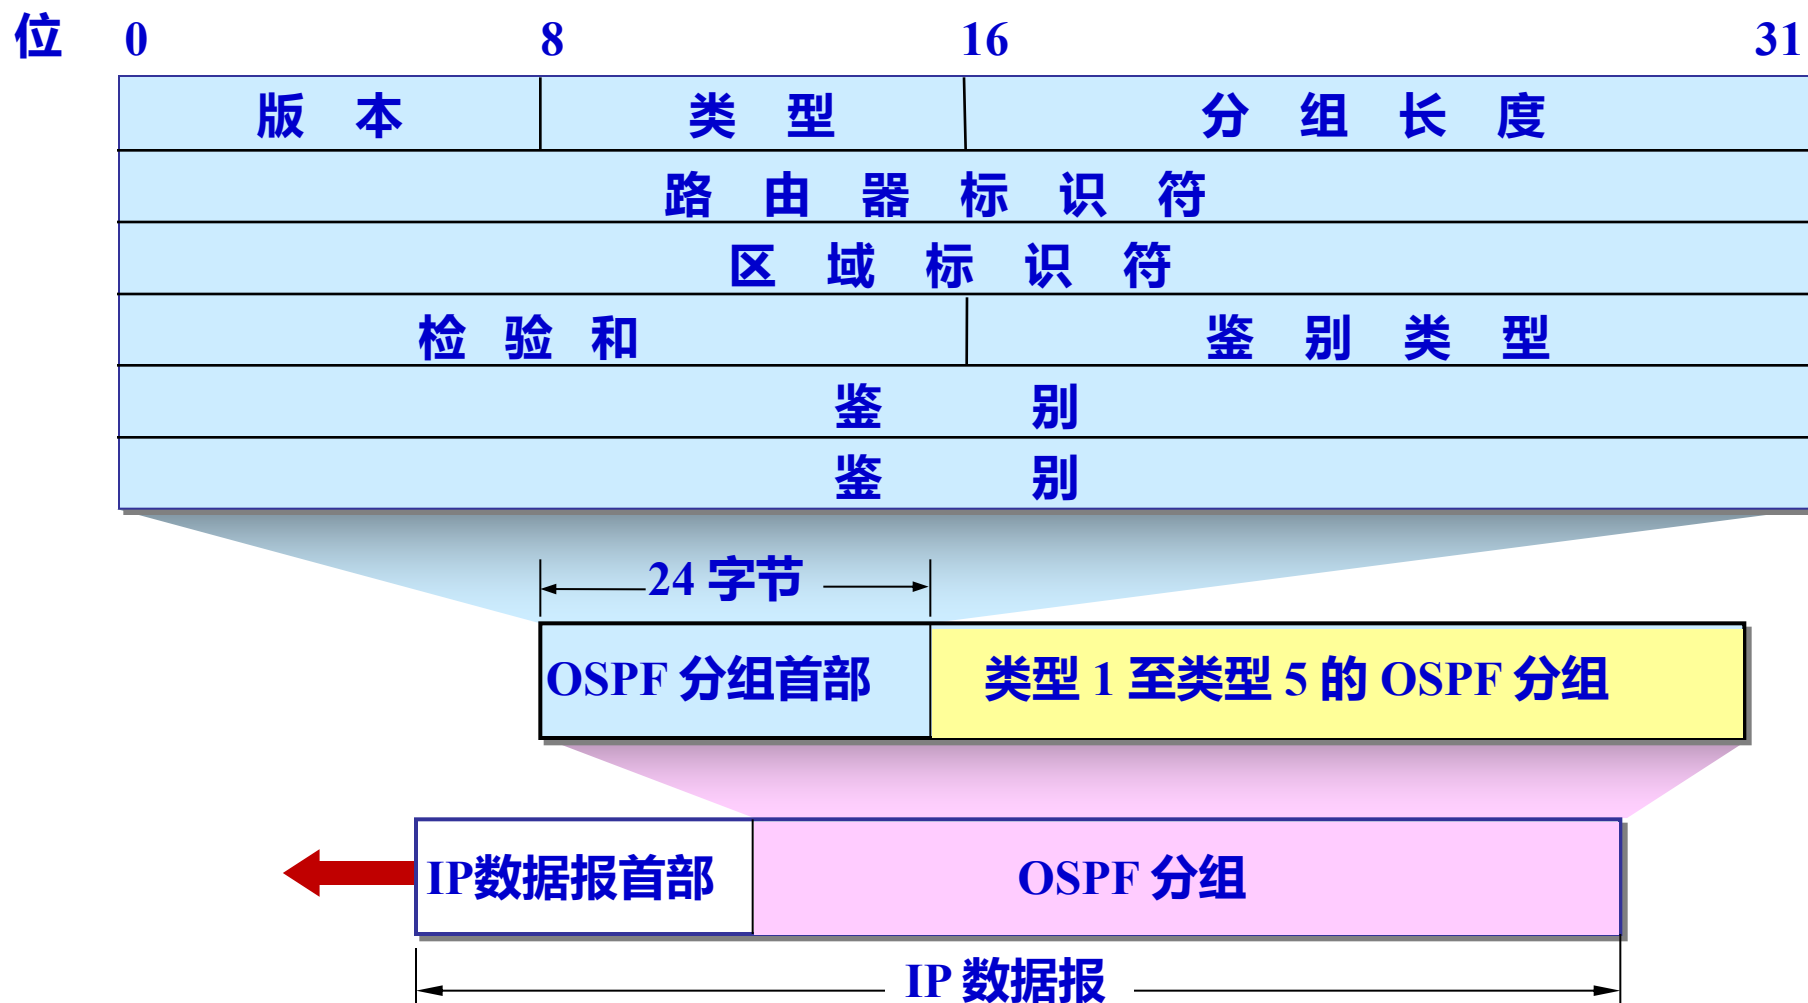 位 0 8 16 31
版 本 类 型 分 组 长 度
路 由 器 标 识 符
区 域 标 识 符
检 验 和 鉴 别 类 型
鉴 别
鉴 别
24 字节
OSPF 分组首部 类型 1 至类型 5 的 OSPF 分组
IP数据报首部 OSPF 分组
IP 数据报